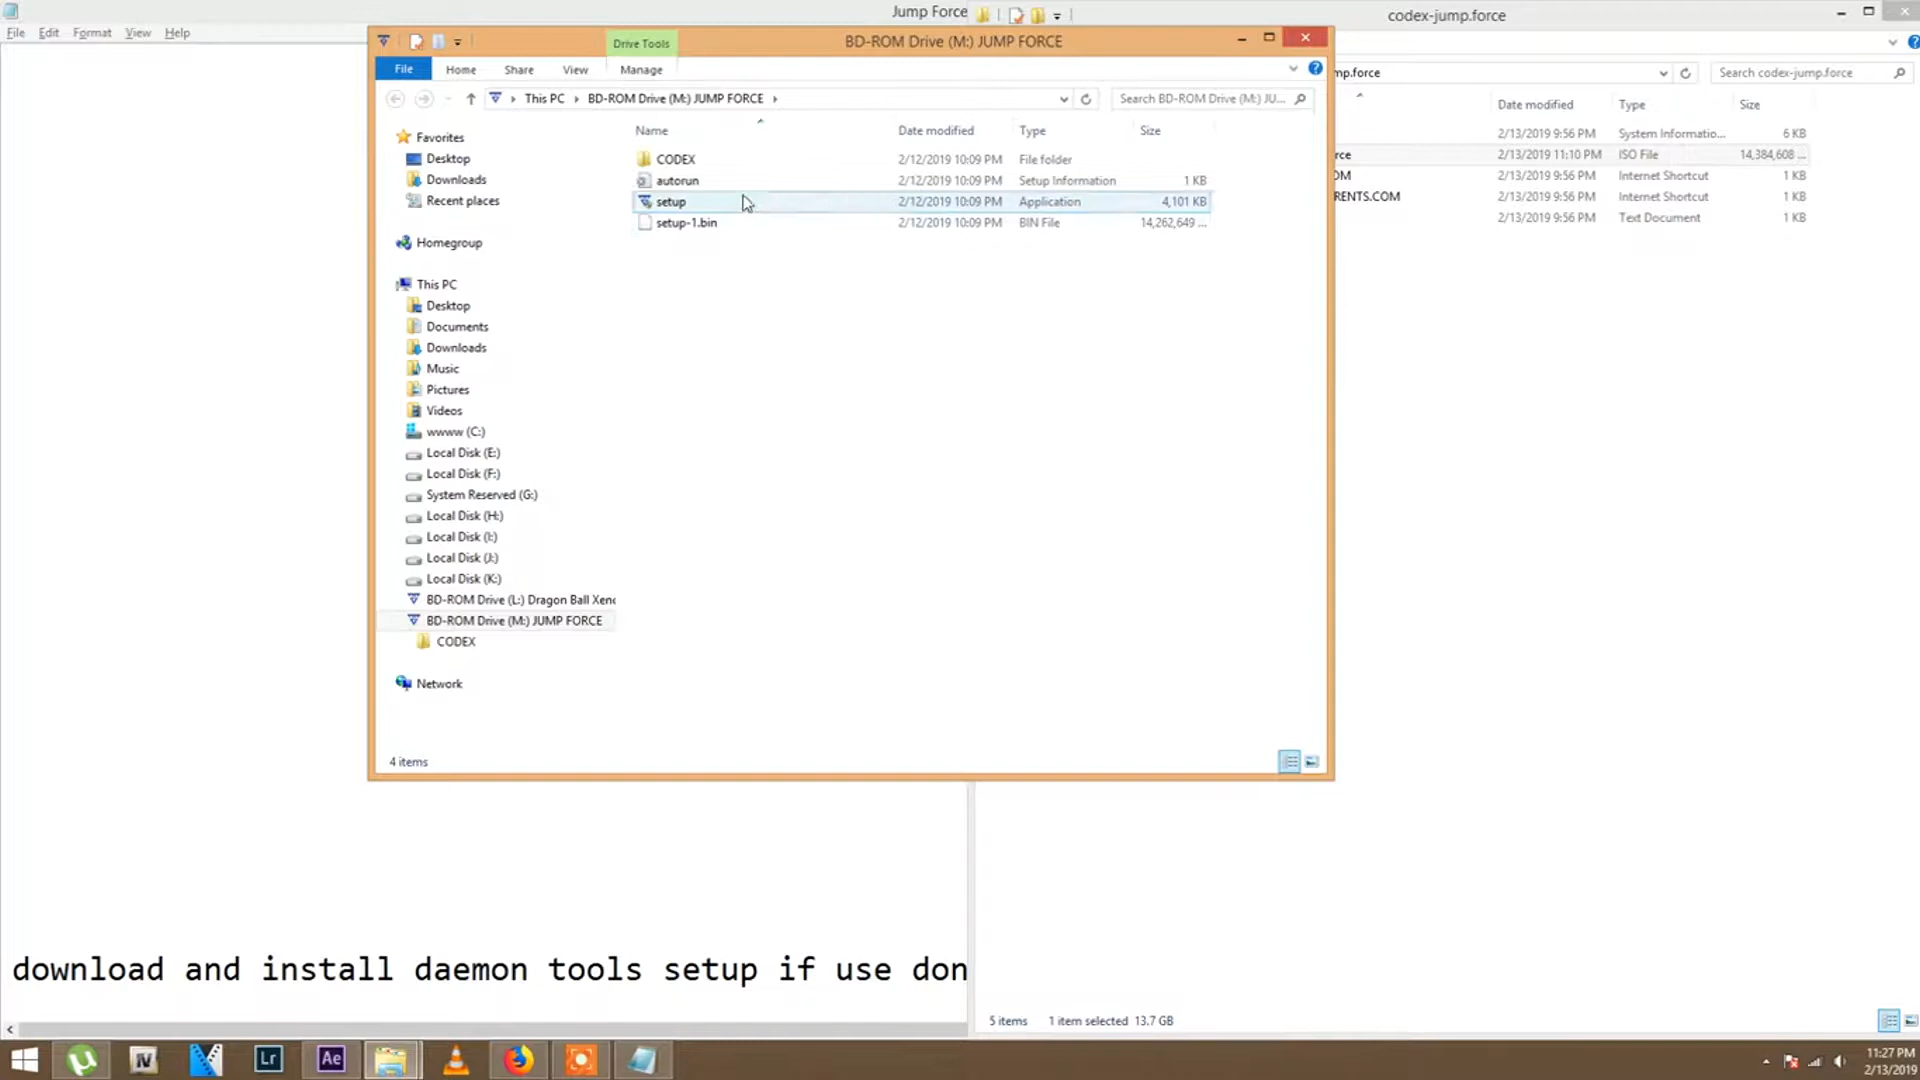 Jump Force
File Edit Format View Help
codex-jump.force
Drive Tools
BD-ROM Drive (M:) JUMP FORCE
File Home Share View Manage
This PC BD-ROM Drive (M:) JUMP FORCE
Search BD-ROM Drive (M:) JU...
mp.force
Search codex-jump.force
Name Date modified Type Size
CODEX 2/12/2019 10:09 PM File folder
autorun 2/12/2019 10:09 PM Setup Information 1 KB
setup 2/12/2019 10:09 PM Application 4,101 KB
setup-1.bin 2/12/2019 10:09 PM BIN File 14,262,649 ...
Favorites
Desktop
Downloads
Recent places
Homegroup
This PC
Desktop
Documents
Downloads
Music
Pictures
Videos
wwww (C:)
Local Disk (E:)
Local Disk (F:)
System Reserved (G:)
Local Disk (H:)
Local Disk (I:)
Local Disk (J:)
Local Disk (K:)
BD-ROM Drive (L:) Dragon Ball Xeno
BD-ROM Drive (M:) JUMP FORCE
CODEX
Network
4 items
Date modified Type Size
2/13/2019 9:56 PM System Informatio... 6 KB
rce 2/13/2019 11:10 PM ISO File 14,384,608 ...
OM 2/13/2019 9:56 PM Internet Shortcut 1 KB
RENTS.COM 2/13/2019 9:56 PM Internet Shortcut 1 KB
2/13/2019 9:56 PM Text Document 1 KB
download and install daemon tools setup if use don
5 items 1 item selected 13.7 GB
IV
Lr
Ae
11:27 PM
2/13/2019